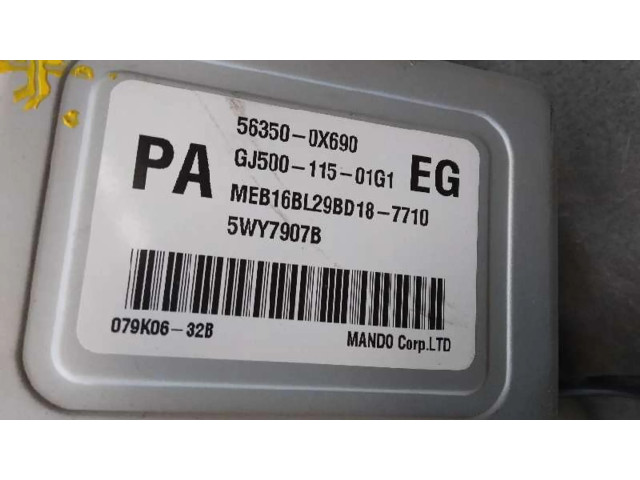 56350-0X690
PA GJ500-115-01G1 EG
MEB16BL29BD18-7710
5WY7907B
079K06-32B
MANDO Corp.LTD